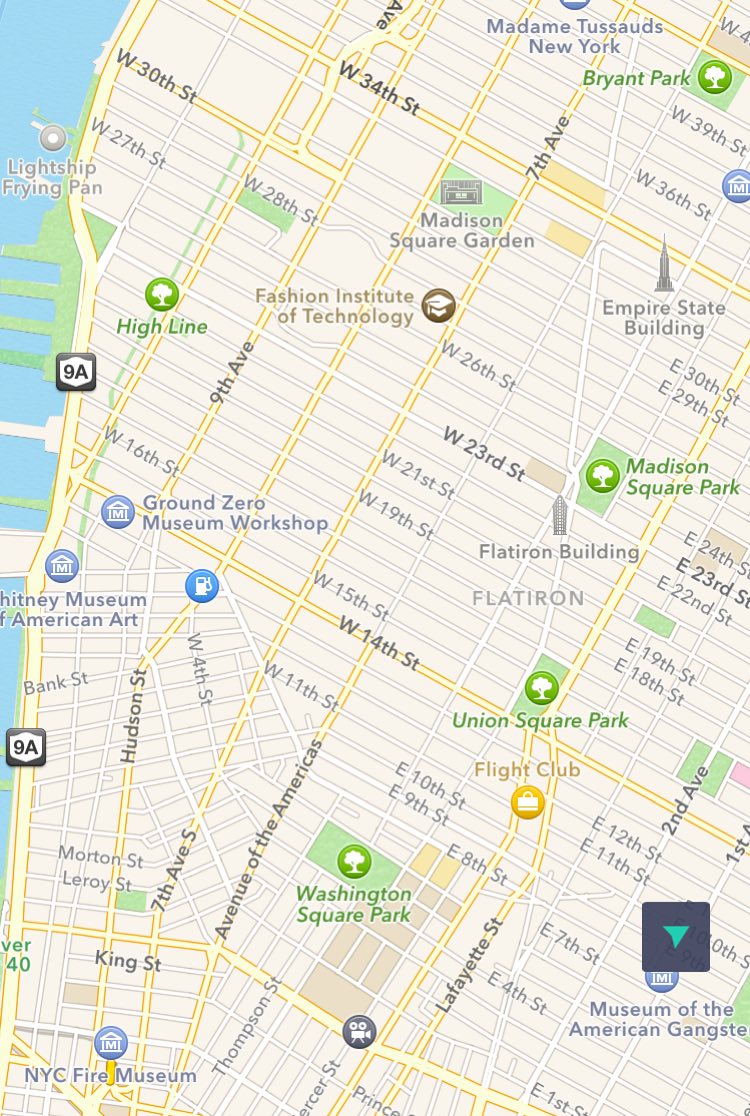 Ave
Madame Tussauds
New York
Bryant Park
W 30th St
W 34th St
W 39th St
W 27th St
7th Ave
Lightship
Frying Pan
W 28th St
W 36th St
Madison
Square Garden
Fashion Institute
of Technology
Empire State
Building
High Line
9A
9th Ave
W 26th St
E 30th St
E 29th St
W 16th St
W 23rd St
W 21st St
Madison
Square Park
Ground Zero
Museum Workshop
W 19th St
Flatiron Building
E 24th St
E 23rd St
E 22nd St
hitney Museum
f American Art
W 15th St
FLATIRON
W 14th St
W 4th St
E 19th St
E 18th St
Bank St
W 11th St
Hudson St
Union Square Park
9A
Flight Club
E 10th St
E 9th St
2nd Ave
Avenue of the Americas
E 12th St
E 11th St
1st A
Morton St
Leroy St
7th Ave S
E 8th St
Washington
Square Park
ver
40
King St
Lafayette St
E 7th St
E 4th St
Museum of the
American Gangste
Thompson St
NYC Fire Museum
ercer St
Prince
E 1st St